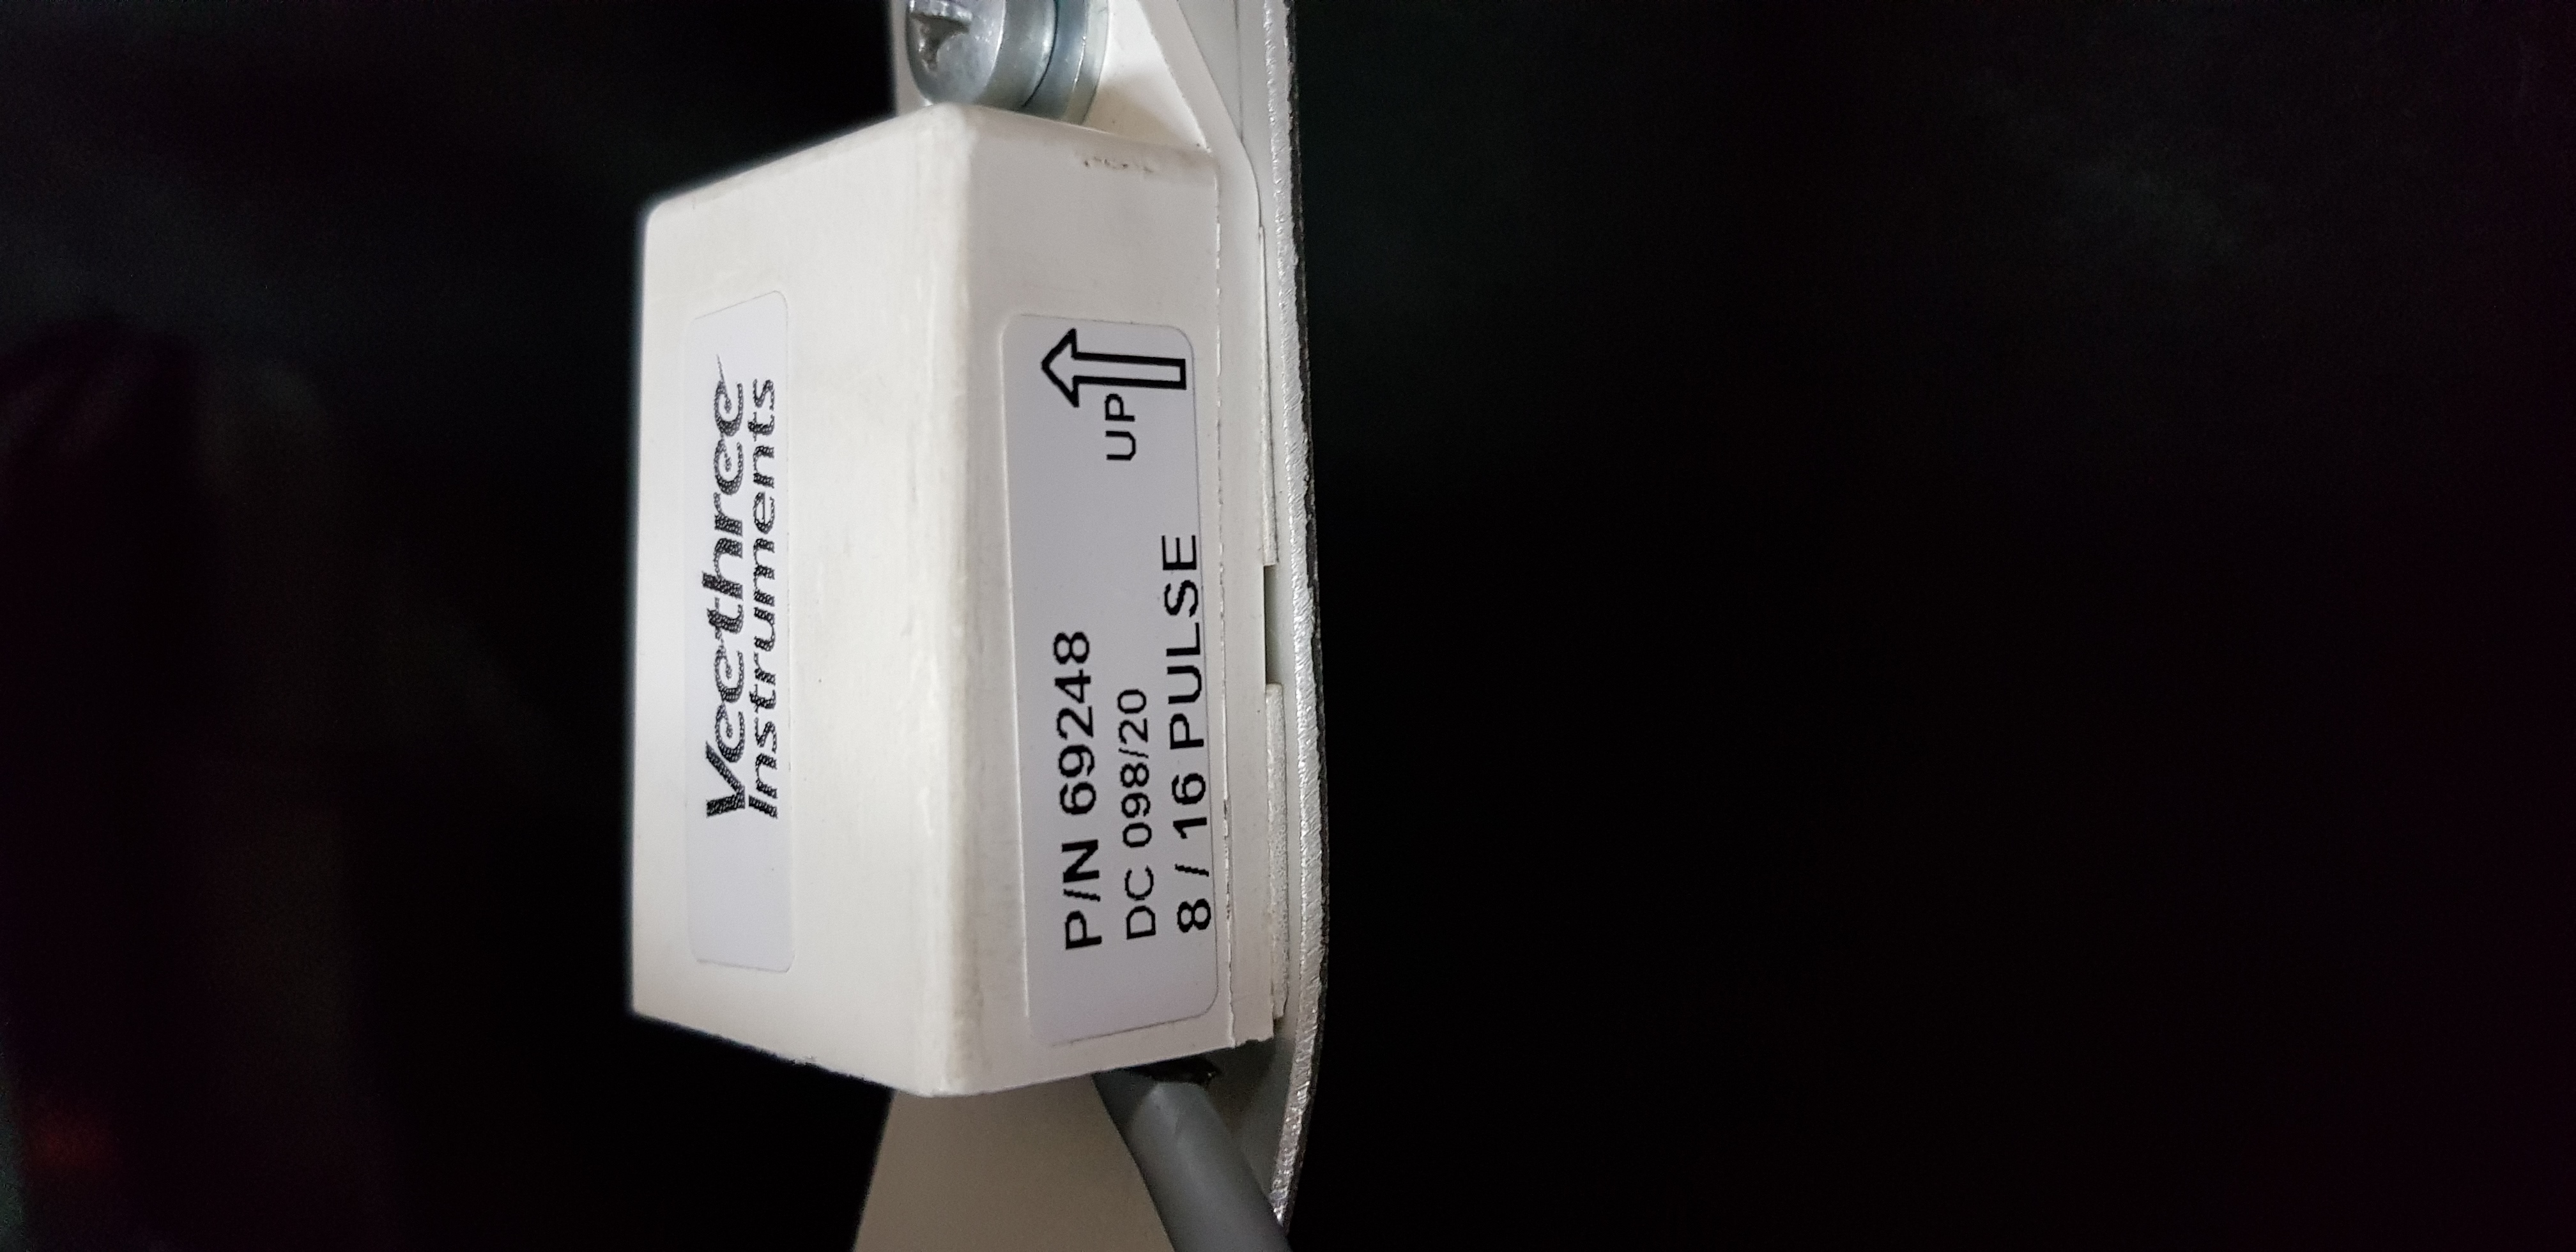 Veethree
Instruments
UP
P/N 69248
DC 098/20
8 / 16 PULSE